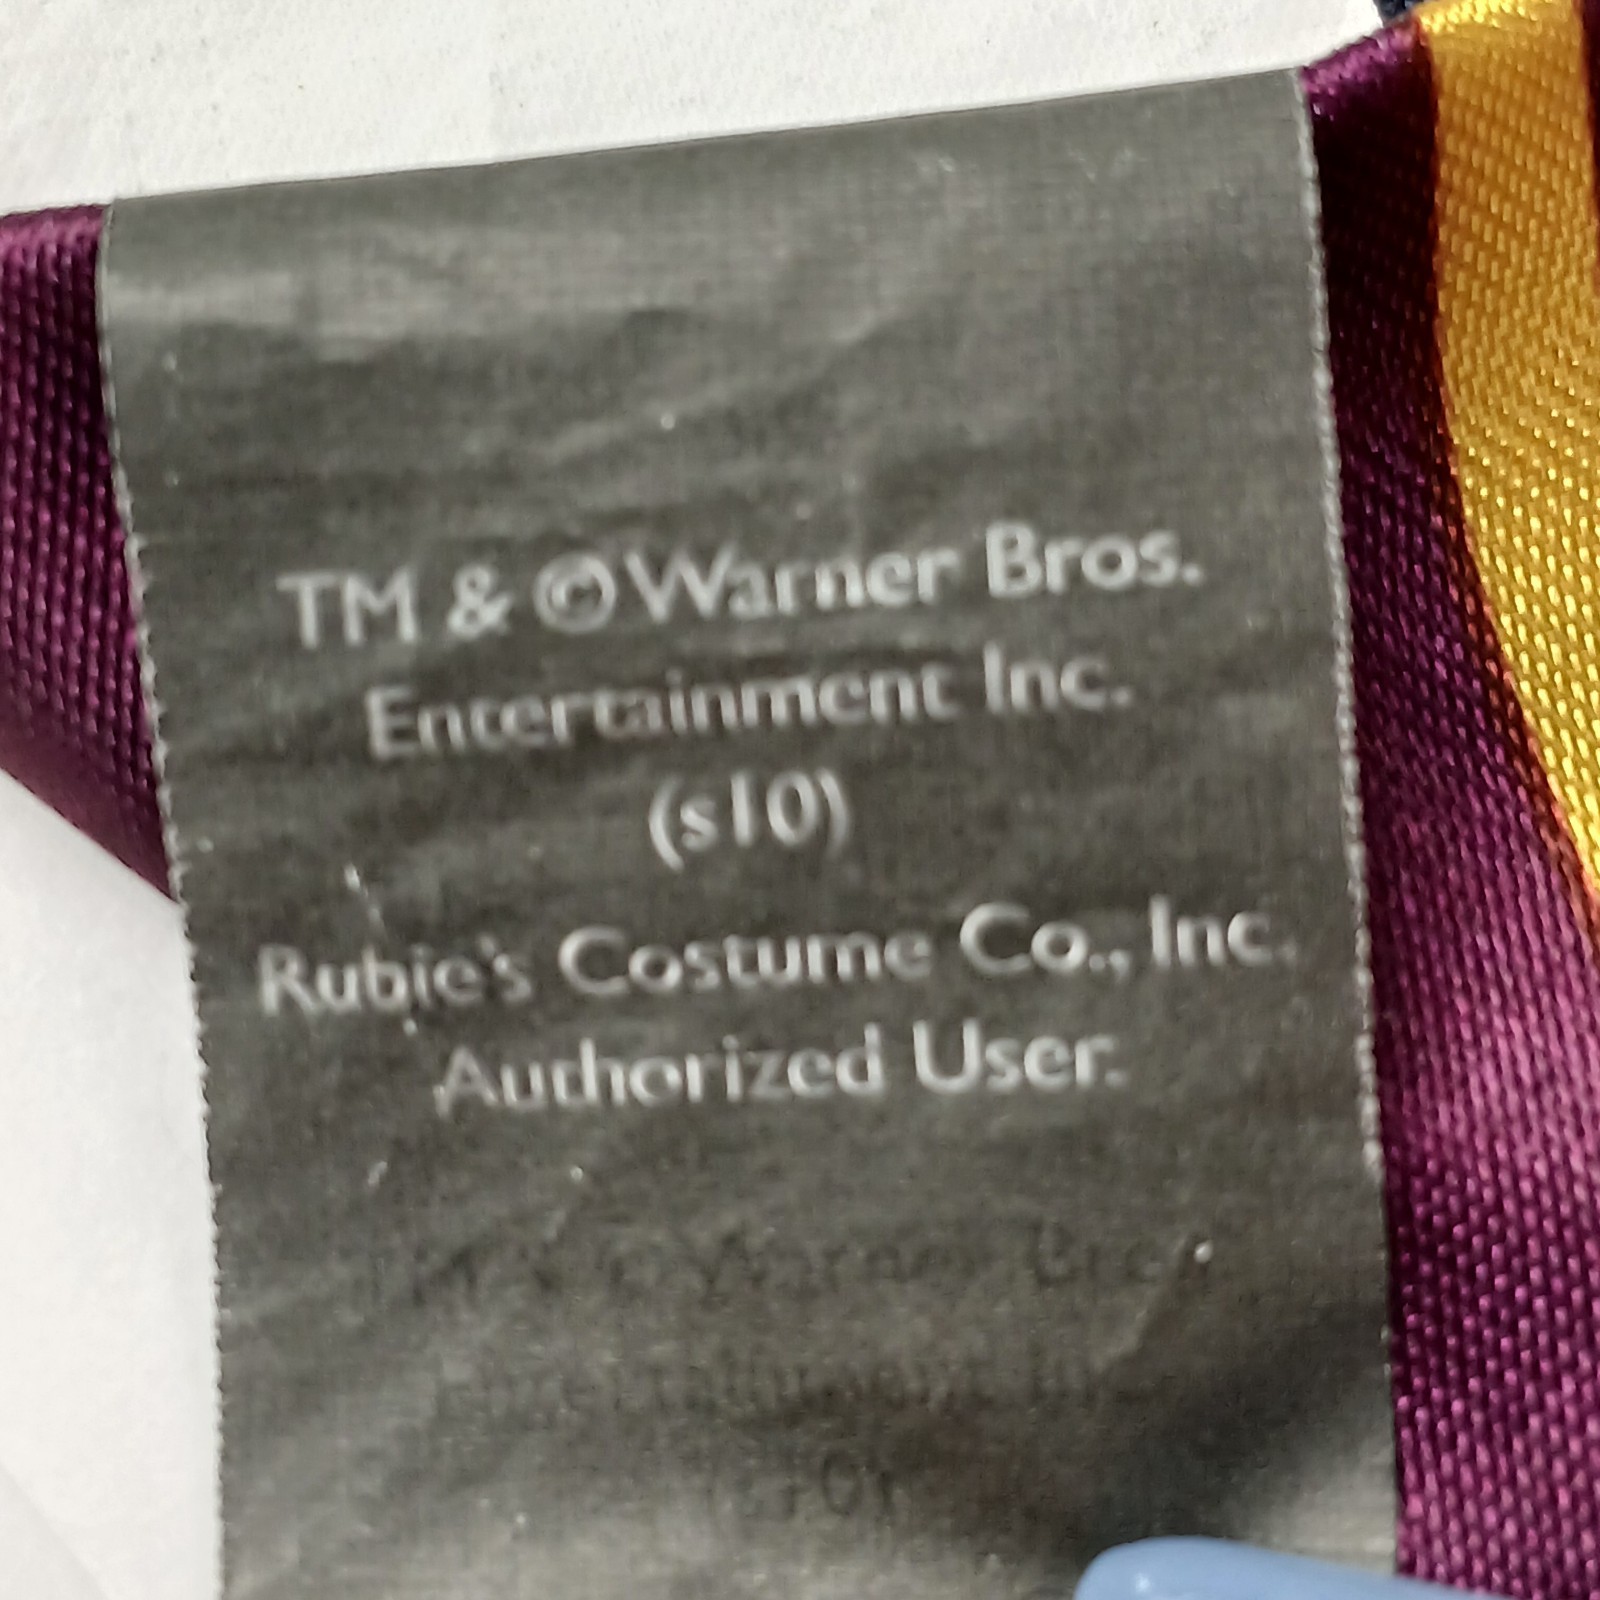 TM & © Warner Bros.
Entertainment Inc.
(s10)
Rubie's Costume Co., Inc.
Authorized User.